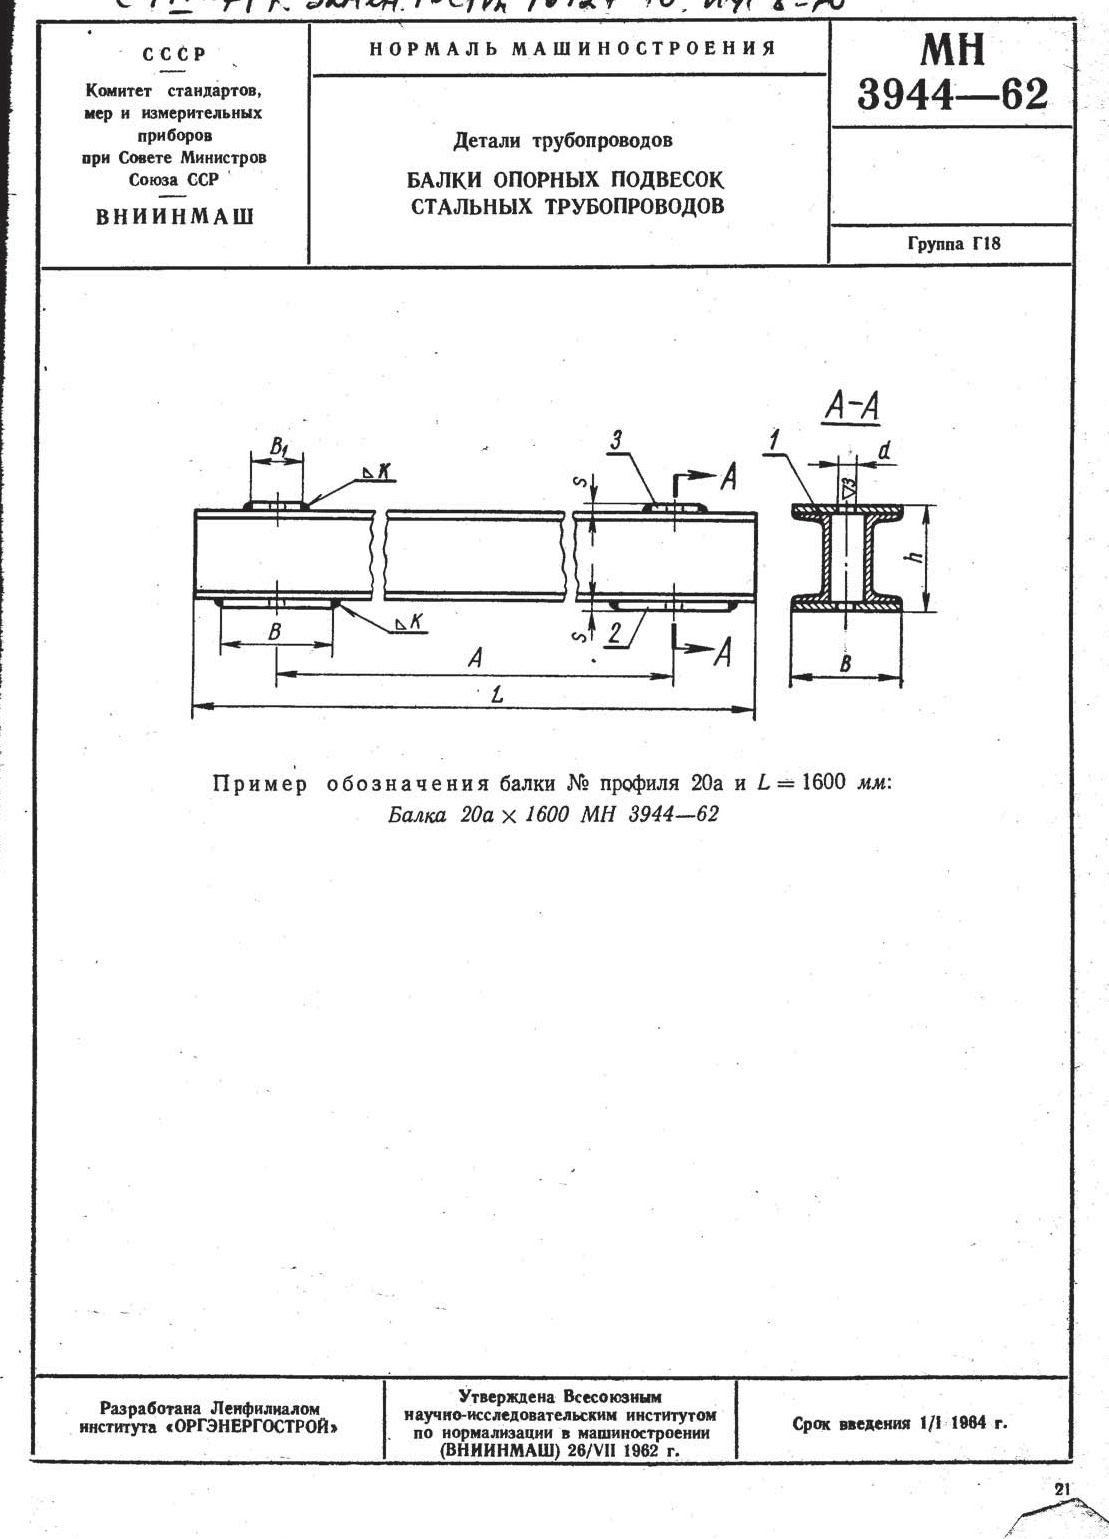 СССР
Комитет стандартов,
мер и измерительных
приборов
при Совете Министров
Союза ССР
ВНИИНМАШ
НОРМАЛЬ МАШИНОСТРОЕНИЯ
Детали трубопроводов
БАЛКИ ОПОРНЫХ ПОДВЕСОК
СТАЛЬНЫХ ТРУБОПРОВОДОВ
МН
3944—62
Группа Г18
А-А
B₁
К
3
s
А
1
d
▽3
h
B
К
B
s
2
А
А
L
Пример обозначения балки № профиля 20а и L = 1600 мм:
Балка 20а × 1600 МН 3944—62
Разработана Ленфилиалом
института «ОРГЭНЕРГОСТРОЙ»
Утверждена Всесоюзным
научно-исследовательским институтом
по нормализации в машиностроении
(ВНИИНМАШ) 26/VII 1962 г.
Срок введения 1/I 1964 г.
21